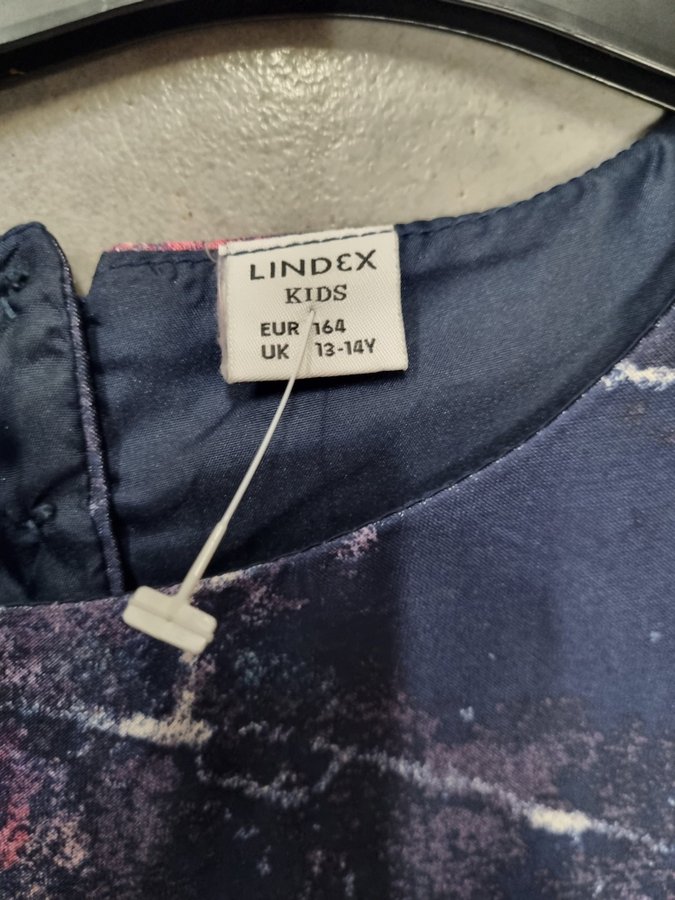 LINDEX
KIDS
EUR 164
UK 13-14Y